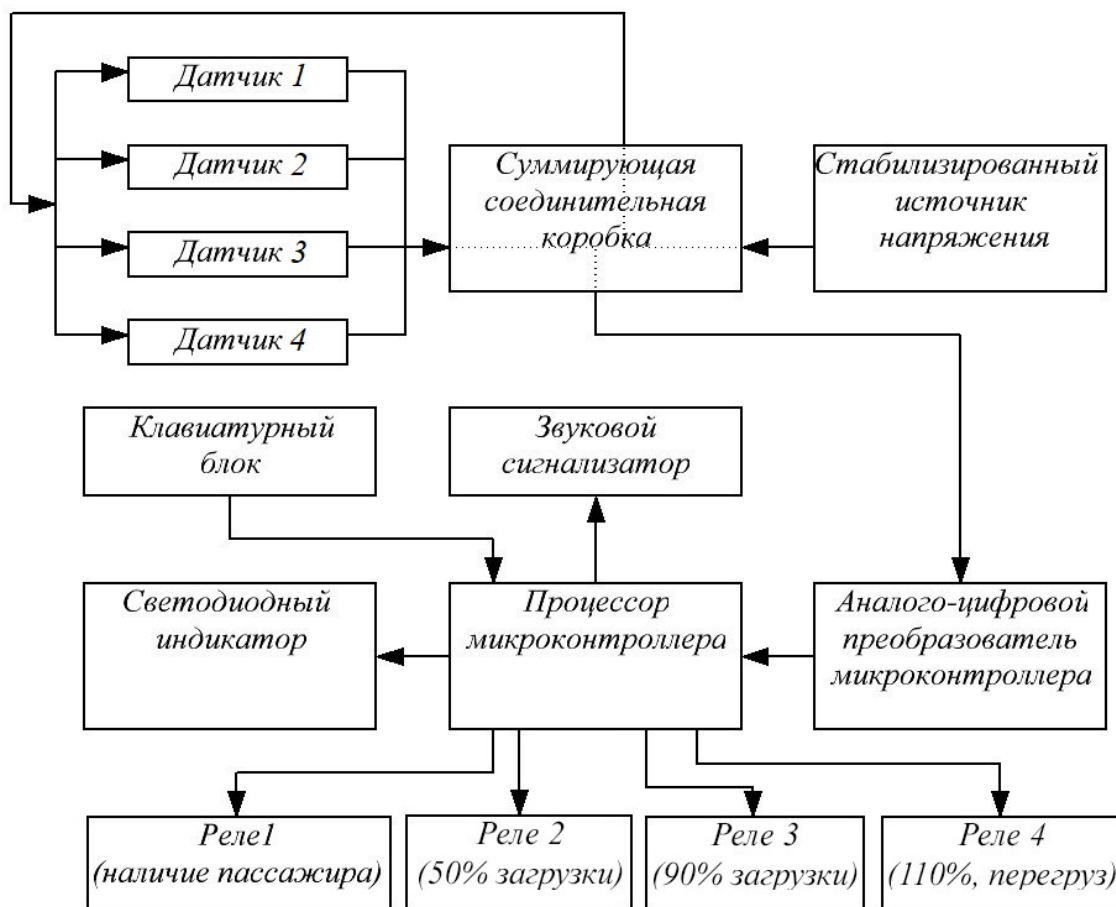 Датчик 1
Датчик 2
Датчик 3
Датчик 4
Суммирующая
соединительная
коробка
Стабилизированный
источник
напряжения
Клавиатурный
блок
Звуковой
сигнализатор
Светодиодный
индикатор
Процессор
микроконтроллера
Аналого-цифровой
преобразователь
микроконтроллера
Реле1
(наличие пассажира)
Реле 2
(50% загрузки)
Реле 3
(90% загрузки)
Реле 4
(110%, перегруз)